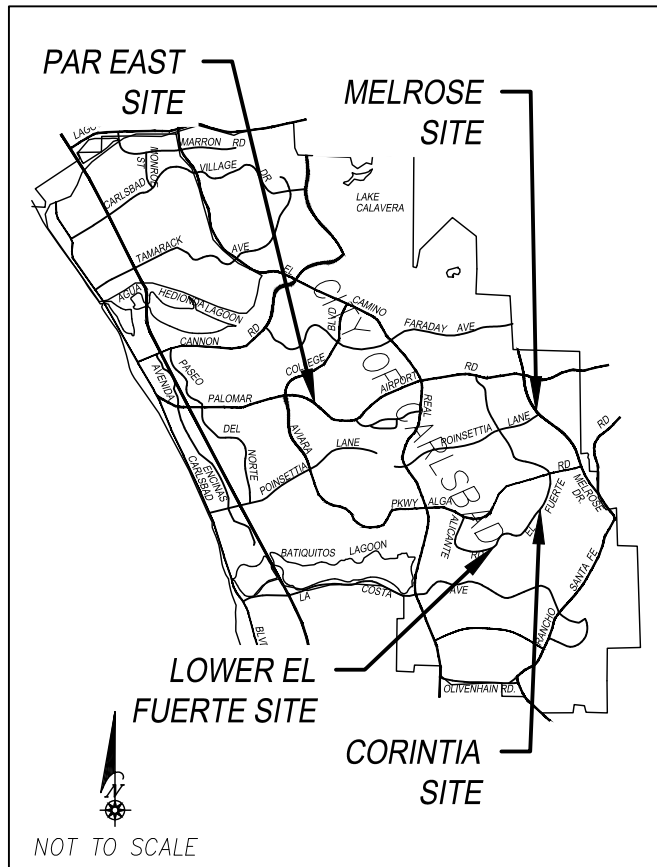 PAR EAST
SITE
MELROSE
SITE
MARRON RD
MONROE
ST
CARLSBAD VILLAGE DR
LAKE
CALAVERA
TAMARACK AVE
EL CAMINO REAL
AGUA HEDIONDA LAGOON
CITY OF CARLSBAD
CANNON RD
COLLEGE BLVD
FARADAY AVE
AVENIDA ENCINAS
PASEO DEL NORTE
PALOMAR AIRPORT RD
CARLSBAD BLV
AVIARA PKWY
POINSETTIA LANE
POINSETTIA LANE
ALGA RD
ALICANTE RD
EL FUERTE
MELROSE
DR.
RD
BATIQUITOS LAGOON
LA COSTA AVE
RANCHO SANTA FE
OLIVENHAIN RD.
LOWER EL
FUERTE SITE
CORINTIA
SITE
N
NOT TO SCALE